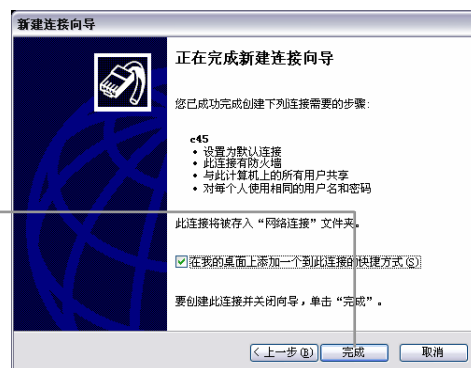 新建连接向导
正在完成新建连接向导
您已成功完成创建下列连接需要的步骤:
c45
• 设置为默认连接
• 此连接有防火墙
• 与此计算机上的所有用户共享
• 对每个人使用相同的用户名和密码
此连接将被存入“网络连接”文件夹。
在我的桌面上添加一个到此连接的快捷方式(S)
要创建此连接并关闭向导，单击“完成”。
<上一步(B) 完成 取消